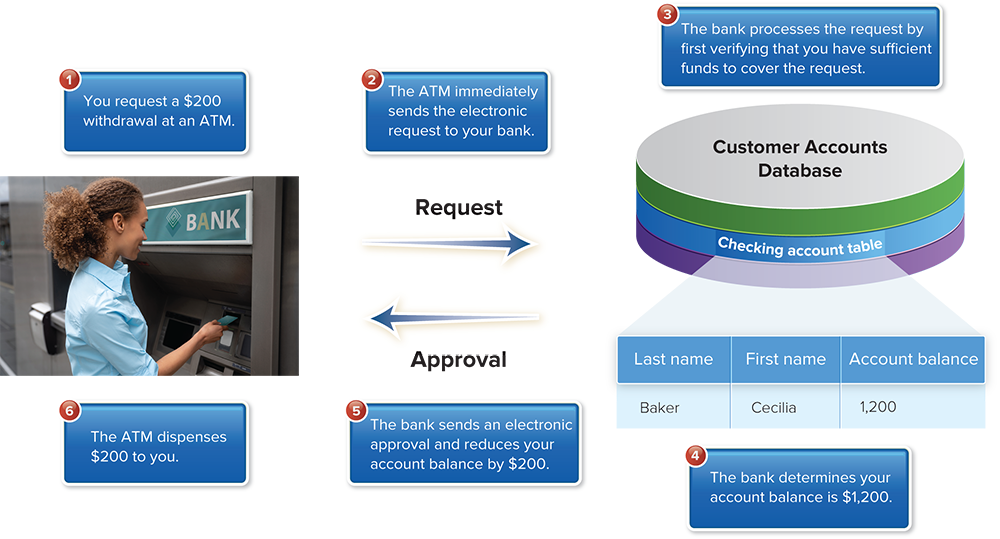 1
You request a $200
withdrawal at an ATM.
2
The ATM immediately
sends the electronic
request to your bank.
3
The bank processes the request by
first verifying that you have sufficient
funds to cover the request.
BANK
Request
Approval
Customer Accounts
Database
Checking account table
Last name First name Account balance
Baker Cecilia 1,200
4
The bank determines your
account balance is $1,200.
5
The bank sends an electronic
approval and reduces your
account balance by $200.
6
The ATM dispenses
$200 to you.